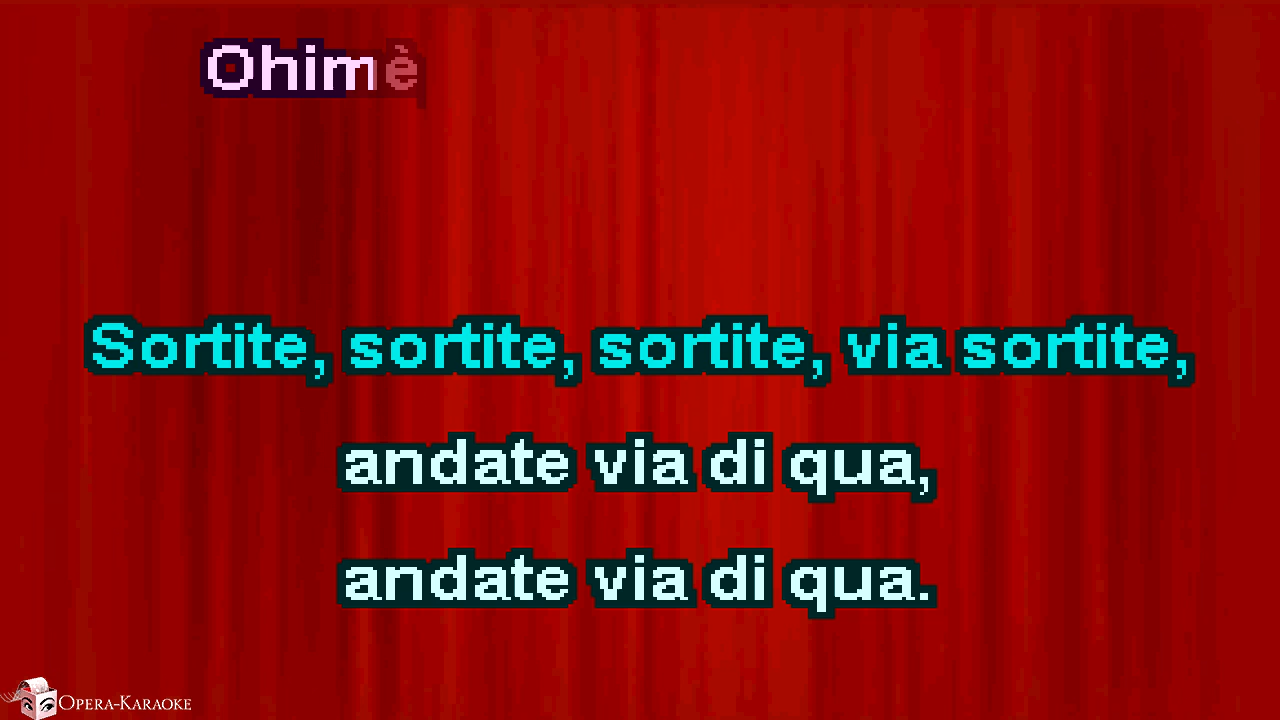 Ohimè
Sortite, sortite, sortite, via sortite,
andate via di qua,
andate via di qua.
OPERA-KARAOKE